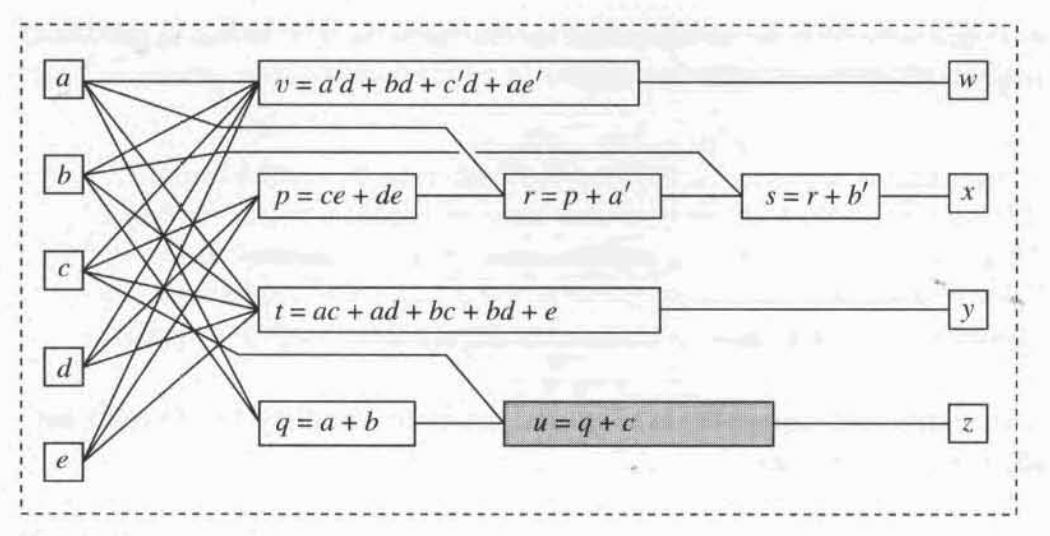 a
v = a'd + bd + c'd + ae'
w
b
p = ce + de
r = p + a'
s = r + b'
x
c
t = ac + ad + bc + bd + e
y
d
q = a + b
u = q + c
z
e